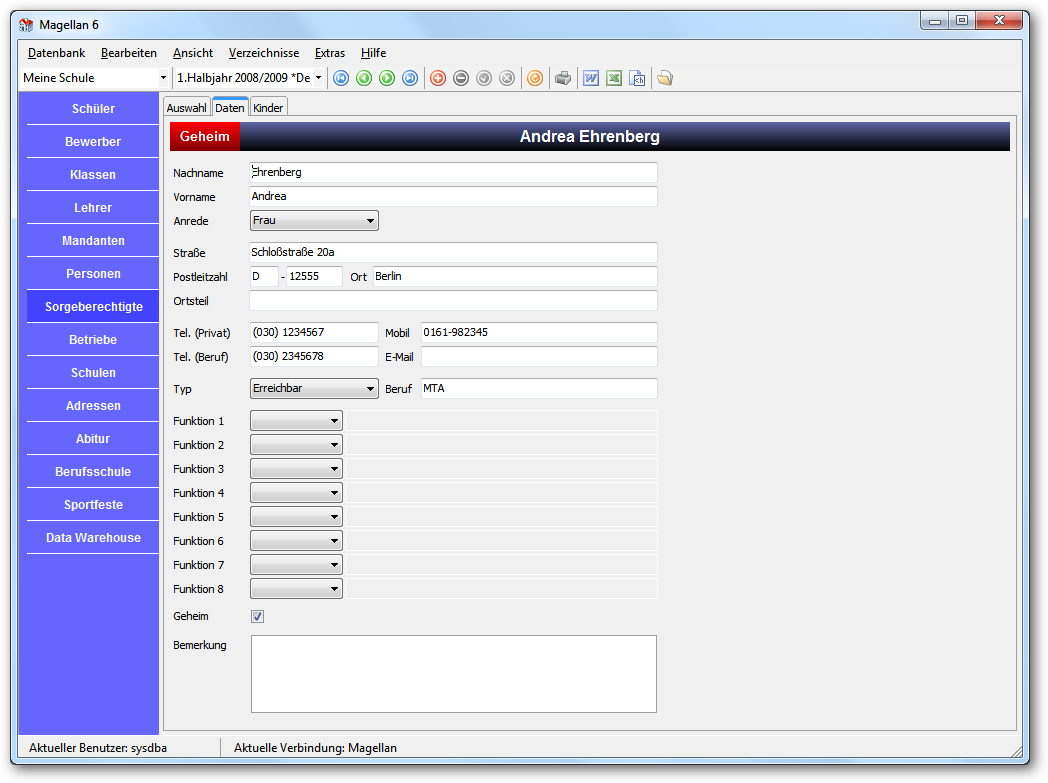 Magellan 6
Datenbank Bearbeiten Ansicht Verzeichnisse Extras Hilfe
Meine Schule 1.Halbjahr 2008/2009 *De
Schüler
Bewerber
Klassen
Lehrer
Mandanten
Personen
Sorgeberechtigte
Betriebe
Schulen
Adressen
Abitur
Berufsschule
Sportfeste
Data Warehouse
Auswahl Daten Kinder
Geheim Andrea Ehrenberg
Nachname Ehrenberg
Vorname Andrea
Anrede Frau
Straße Schloßstraße 20a
Postleitzahl D - 12555 Ort Berlin
Ortsteil
Tel. (Privat) (030) 1234567 Mobil 0161-982345
Tel. (Beruf) (030) 2345678 E-Mail
Typ Erreichbar Beruf MTA
Funktion 1
Funktion 2
Funktion 3
Funktion 4
Funktion 5
Funktion 6
Funktion 7
Funktion 8
Geheim
Bemerkung
Aktueller Benutzer: sysdba Aktuelle Verbindung: Magellan